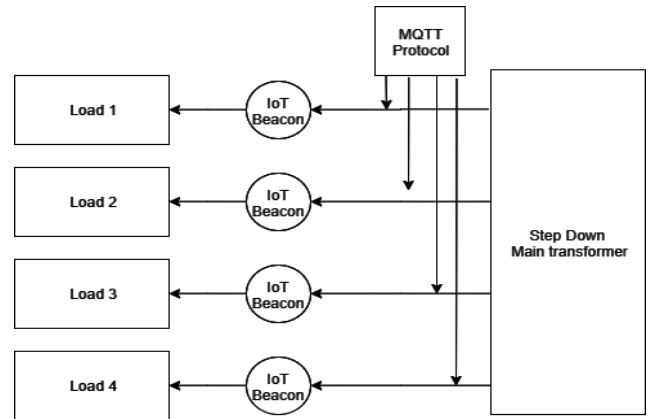 MQTT
Protocol
Load 1
IoT
Beacon
Load 2
IoT
Beacon
Step Down
Main transformer
Load 3
IoT
Beacon
Load 4
IoT
Beacon